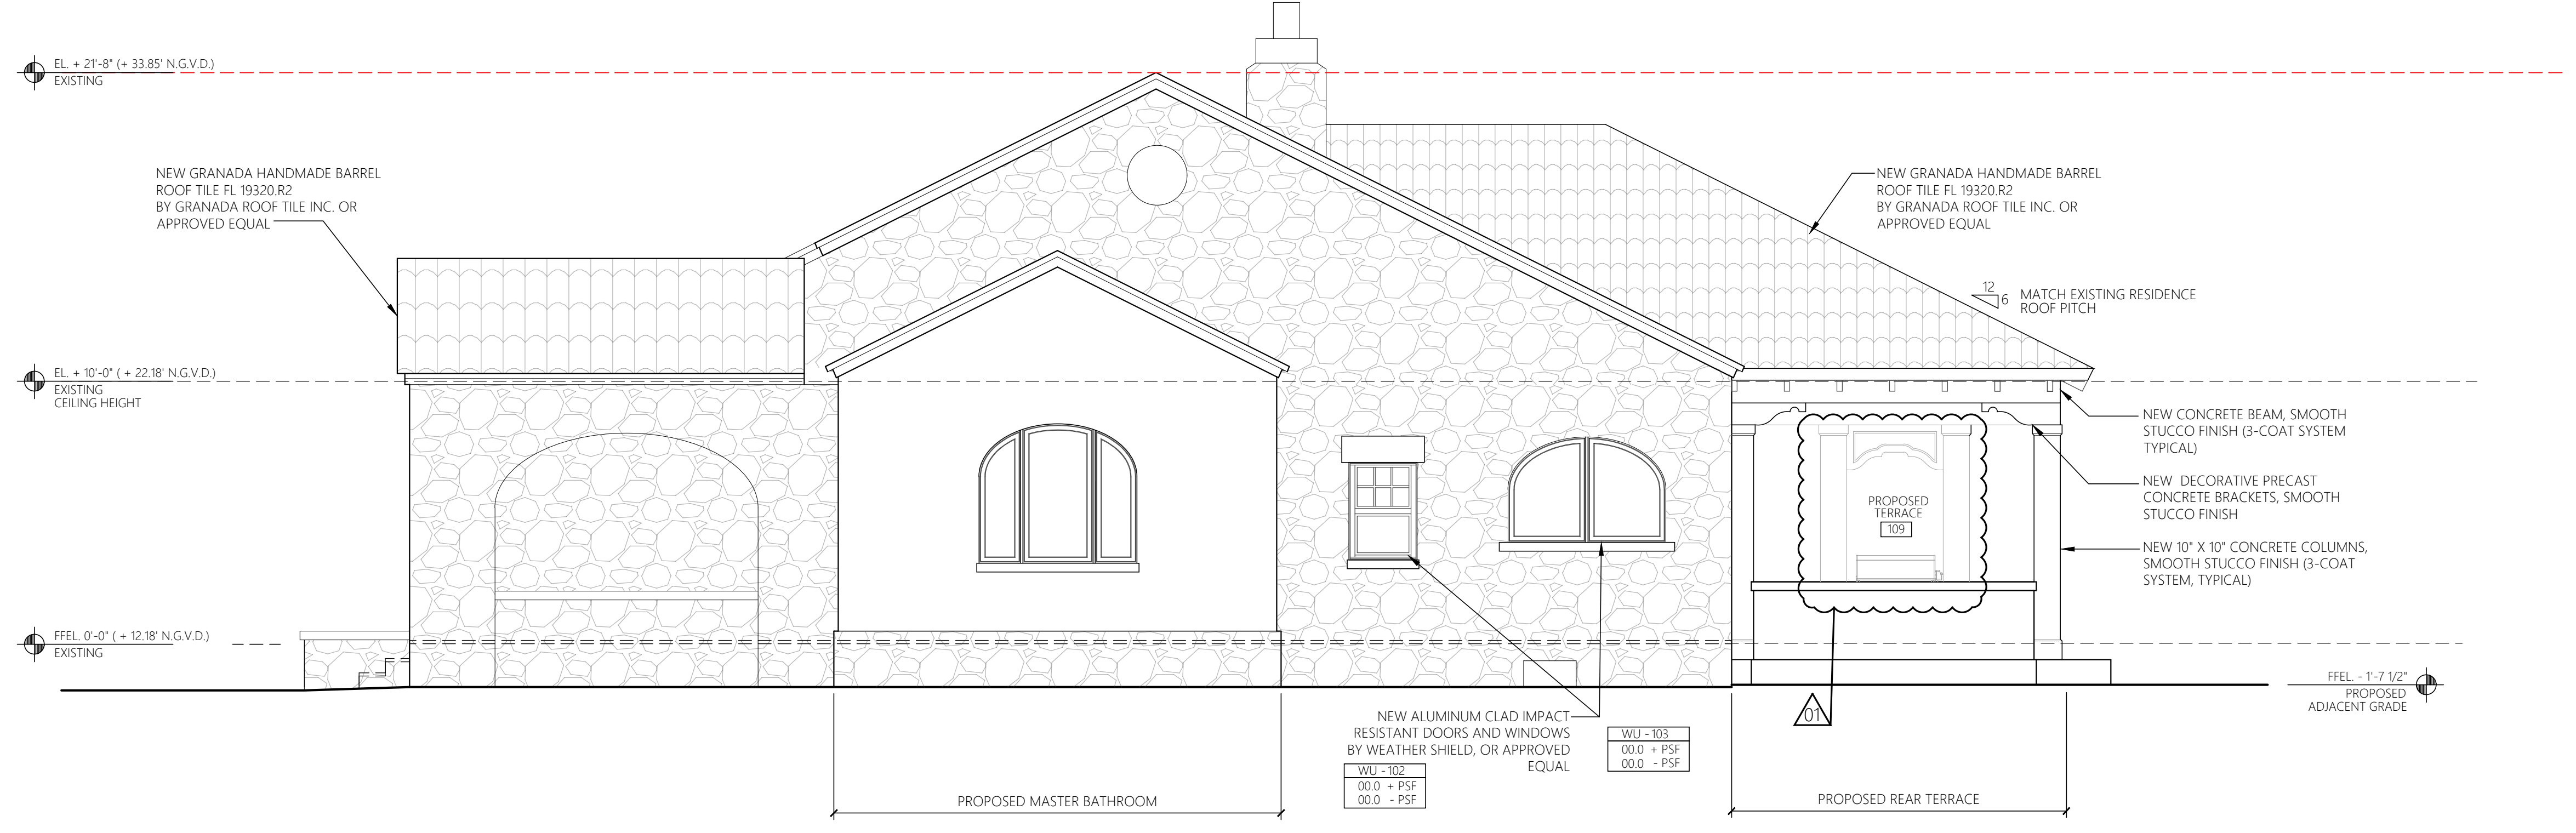 EL. + 21'-8" (+ 33.85' N.G.V.D.)
EXISTING
NEW GRANADA HANDMADE BARREL
ROOF TILE FL 19320.R2
BY GRANADA ROOF TILE INC. OR
APPROVED EQUAL
NEW GRANADA HANDMADE BARREL
ROOF TILE FL 19320.R2
BY GRANADA ROOF TILE INC. OR
APPROVED EQUAL
12
6
MATCH EXISTING RESIDENCE
ROOF PITCH
EL. + 10'-0" ( + 22.18' N.G.V.D.)
EXISTING
CEILING HEIGHT
NEW CONCRETE BEAM, SMOOTH
STUCCO FINISH (3-COAT SYSTEM
TYPICAL)
NEW DECORATIVE PRECAST
CONCRETE BRACKETS, SMOOTH
STUCCO FINISH
PROPOSED
TERRACE
109
NEW 10" X 10" CONCRETE COLUMNS,
SMOOTH STUCCO FINISH (3-COAT
SYSTEM, TYPICAL)
FFEL. 0'-0" ( + 12.18' N.G.V.D.)
EXISTING
FFEL. - 1'-7 1/2"
PROPOSED
ADJACENT GRADE
01
NEW ALUMINUM CLAD IMPACT
RESISTANT DOORS AND WINDOWS
BY WEATHER SHIELD, OR APPROVED
EQUAL
WU - 103
00.0 + PSF
00.0 - PSF
WU - 102
00.0 + PSF
00.0 - PSF
PROPOSED MASTER BATHROOM
PROPOSED REAR TERRACE